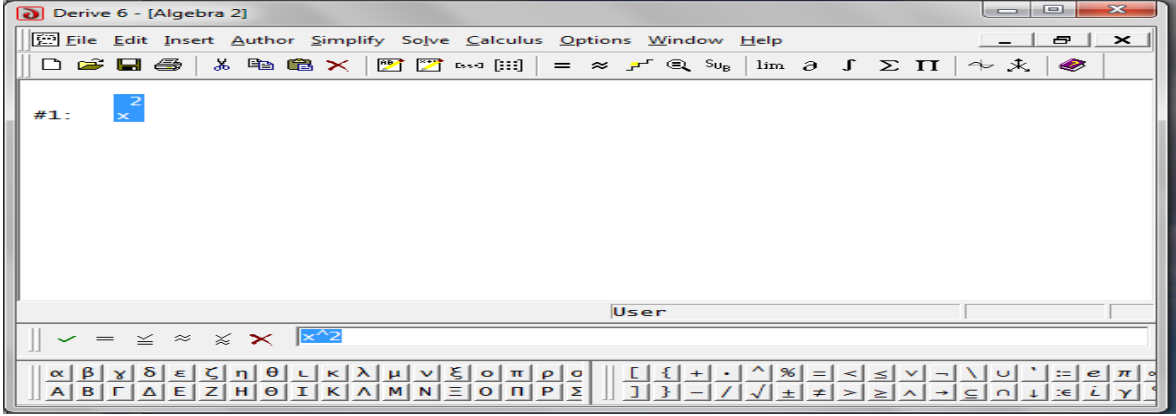 Derive 6 - [Algebra 2]
File Edit Insert Author Simplify Solve Calculus Options Window Help
= ≈ SUB lim ∂ ∫ Σ Π
#1: x²
User
= ≈ x^2
α β γ δ ε ζ η θ ι κ λ μ ν ξ ο π ρ σ [ { + · ^ % = < ≤ ∨ ¬ \ ∪ ` := e π
Α Β Γ Δ Ε Ζ Η Θ Ι Κ Λ Μ Ν Ξ Ο Π Ρ Σ ] } − / √ ± ≠ > ≥ ∧ → ⊆ ∩ ↓ :∈ i γ